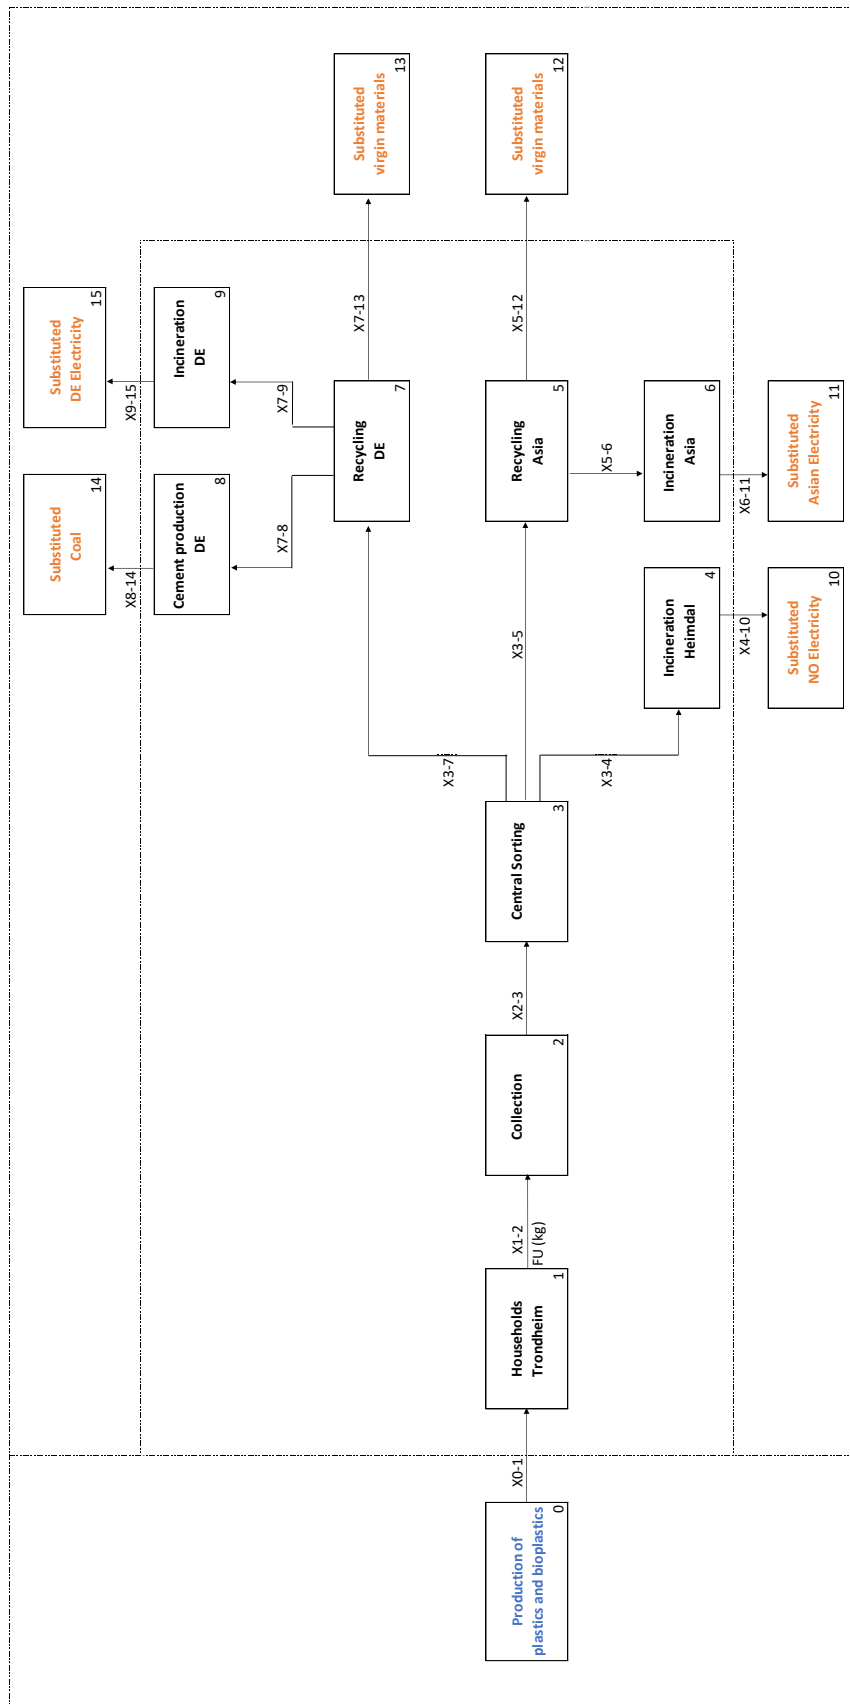 Substituted
DE Electricity
15
X9-15
Incineration
DE
9
X7-9
Substituted
Coal
14
X8-14
Cement production
DE
8
X7-8
Substituted
virgin materials
13
X7-13
Recycling
DE
7
X3-7
Substituted
virgin materials
12
X5-12
Recycling
Asia
5
X3-5
X5-6
Incineration
Asia
6
X6-11
Substituted
Asian Electricity
11
Incineration
Heimdal
4
X3-4
X4-10
Substituted
NO Electricity
10
Central Sorting
3
X2-3
Collection
2
X1-2
FU (kg)
Households
Trondheim
1
X0-1
Production of
plastics and bioplastics
0